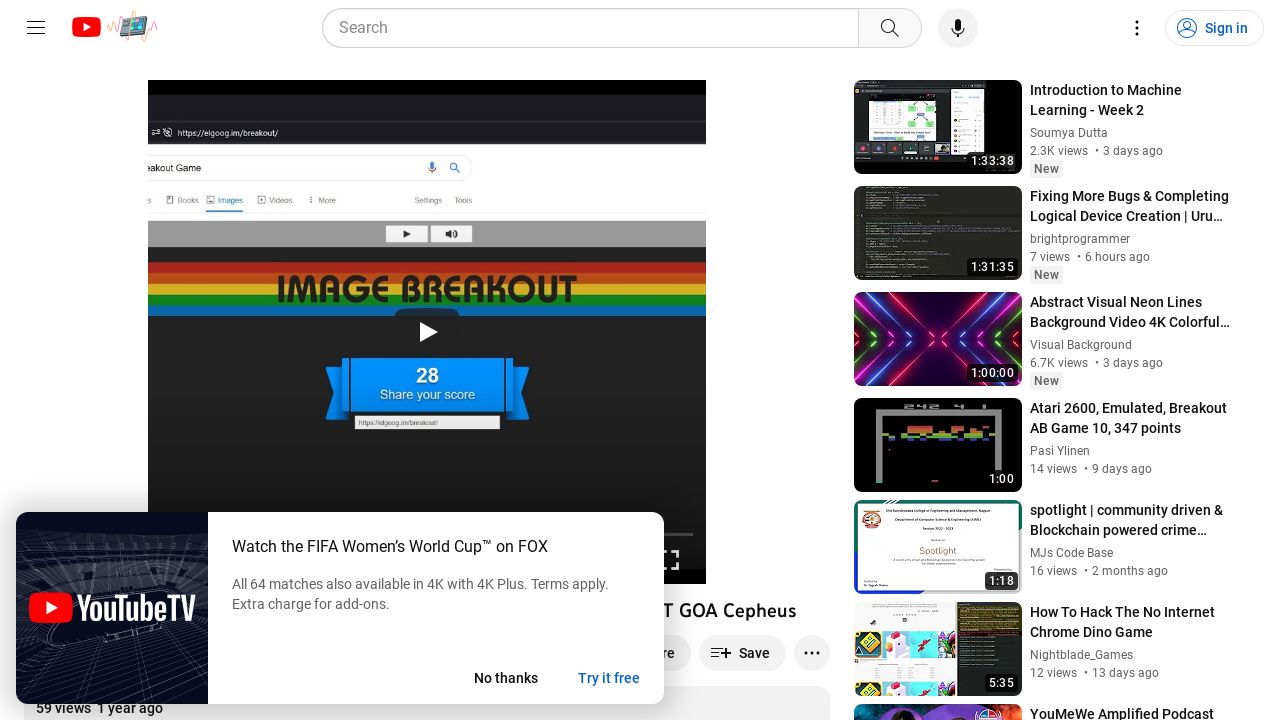 Search
Sign in
https://elgoog.im/breakout/
Breakout Game
Books
Images
Videos
More
Settings
Tools
IMAGE BREAKOUT
28
Share your score
https://elgoog.im/breakout/
T GOA Cepheus
re
Save
59 views 1 year ago
YouTubeTV
Watch the FIFA Women’s World Cup™ on FOX
All 64 matches also available in 4K with 4K Plus. Terms apply.
Extra charge for add-ons.
No thanks
Try it free
1:33:38
Introduction to Machine
Learning - Week 2
Soumya Dutta
2.3K views • 3 days ago
New
1:31:35
Fixing More Bugs & Completing
Logical Device Creation | Uru…
bytesprogrammer
7 views • 6 hours ago
New
1:00:00
Abstract Visual Neon Lines
Background Video 4K Colorful…
Visual Background
6.7K views • 3 days ago
New
1:00
Atari 2600, Emulated, Breakout
AB Game 10, 347 points
Pasi Ylinen
14 views • 9 days ago
Spotlight
1:18
spotlight | community driven &
Blockchain powered crime…
MJs Code Base
16 views • 2 months ago
5:35
How To Hack The No Internet
Chrome Dino Game
Nightblade_Games
12 views • 13 days ago
YouMeWe Amplified Podcast